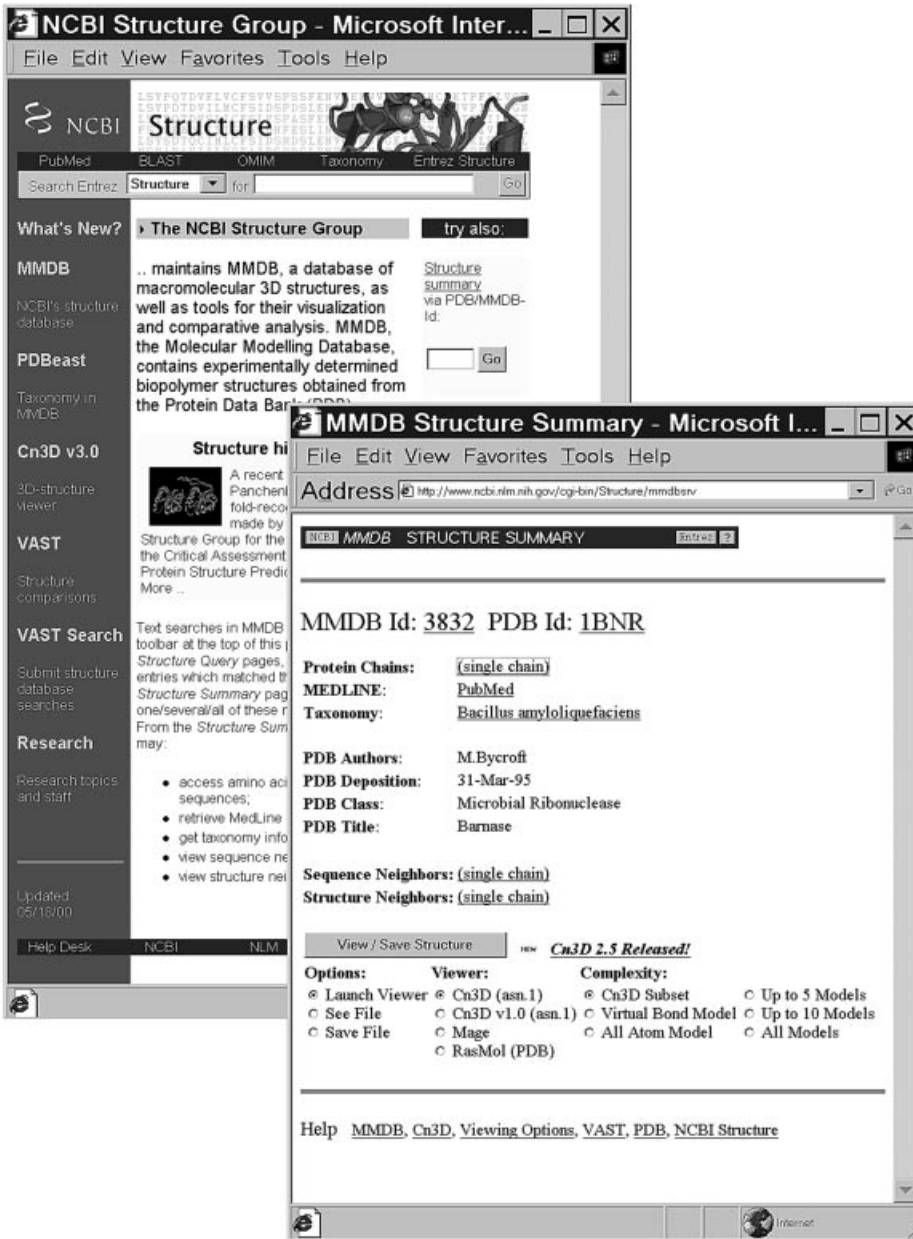 NCBI Structure Group - Microsoft Inter...
File Edit View Favorites Tools Help
NCBI
Structure
PubMed BLAST OMIM Taxonomy Entrez Structure
Search Entrez Structure for Go
What's New?
MMDB
NCBI's structure
database
PDBeast
Taxonomy in
MMDB
Cn3D v3.0
3D-structure
viewer
VAST
Structure
comparisons
VAST Search
Submit structure
database
searches
Research
Research topics
and staff
Updated
05/18/00
Help Desk NCBI NLM
The NCBI Structure Group
.. maintains MMDB, a database of
macromolecular 3D structures, as
well as tools for their visualization
and comparative analysis. MMDB,
the Molecular Modelling Database,
contains experimentally determined
biopolymer structures obtained from
the Protein Data Bank (PDB)
try also:
Structure
summary
via PDB/MMDB-
Id:
Go
Structure hi
A recent
Panchenl
fold-reco
made by
Structure Group for the
the Critical Assessment
Protein Structure Predic
More ..
Text searches in MMDB
toolbar at the top of this
Structure Query pages,
entries which matched th
Structure Summary pag
one/several/all of these r
From the Structure Sum
may:
• access amino aci
sequences;
• retrieve MedLine
• get taxonomy info
• view sequence ne
• view structure nei
MMDB Structure Summary - Microsoft I...
File Edit View Favorites Tools Help
Address http://www.ncbi.nlm.nih.gov/cgi-bin/Structure/mmdbsrv Go
NCBI MMDB STRUCTURE SUMMARY Entrez ?
MMDB Id: 3832 PDB Id: 1BNR
Protein Chains: (single chain)
MEDLINE: PubMed
Taxonomy: Bacillus amyloliquefaciens
PDB Authors: M.Bycroft
PDB Deposition: 31-Mar-95
PDB Class: Microbial Ribonuclease
PDB Title: Barnase
Sequence Neighbors: (single chain)
Structure Neighbors: (single chain)
View / Save Structure NEW Cn3D 2.5 Released!
Options: Viewer: Complexity:
Launch Viewer Cn3D (asn.1) Cn3D Subset Up to 5 Models
See File Cn3D v1.0 (asn.1) Virtual Bond Model Up to 10 Models
Save File Mage All Atom Model All Models
RasMol (PDB)
Help MMDB, Cn3D, Viewing Options, VAST, PDB, NCBI Structure
Internet